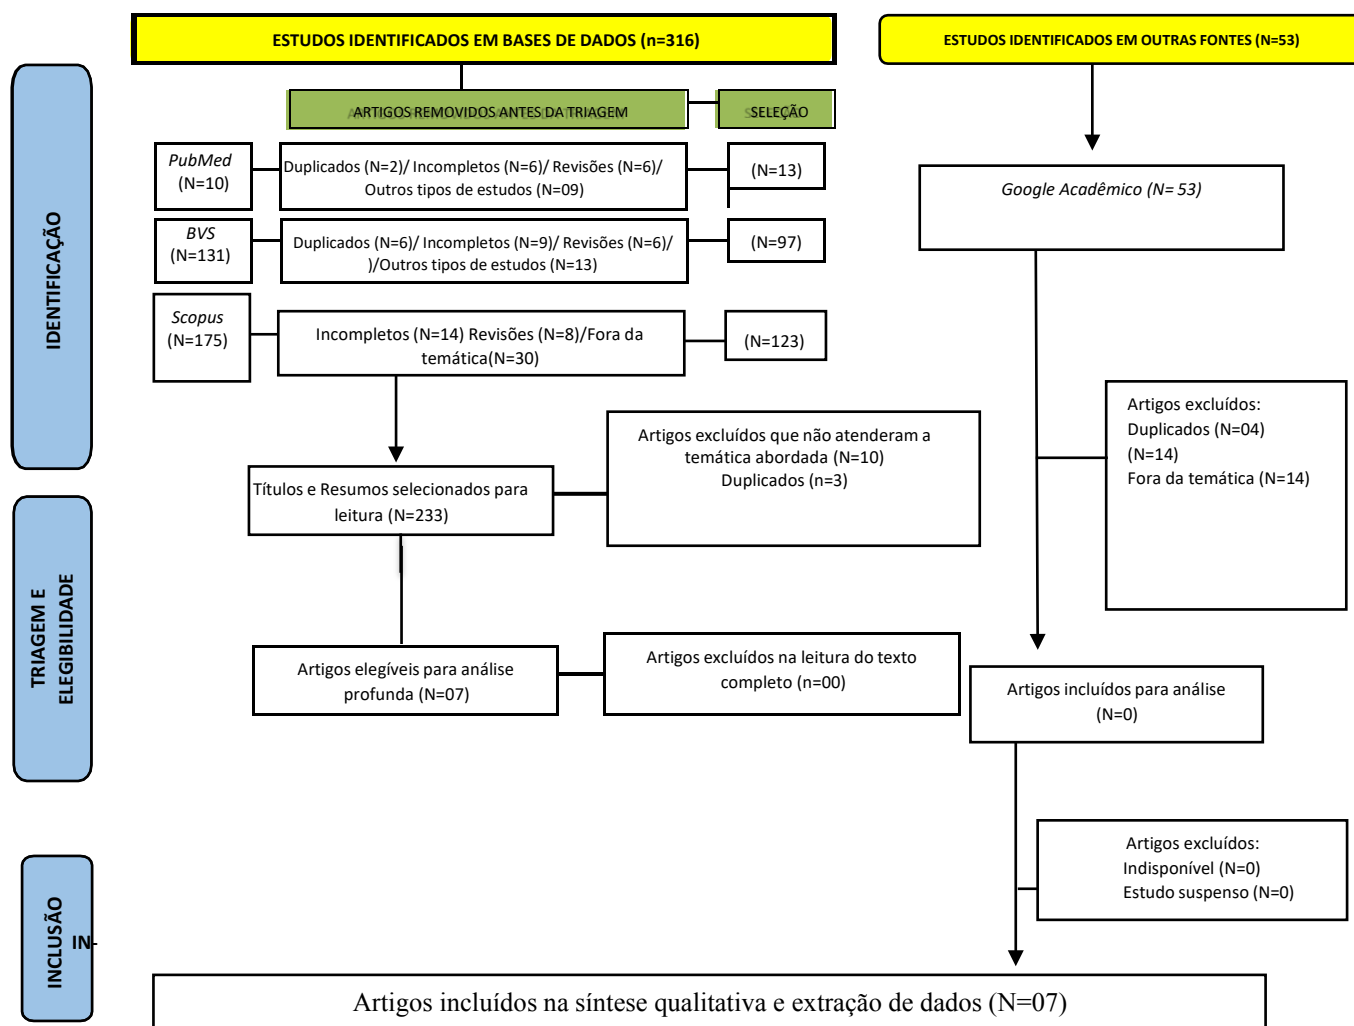 ESTUDOS IDENTIFICADOS EM BASES DE DADOS (n=316)
ESTUDOS IDENTIFICADOS EM OUTRAS FONTES (N=53)
IDENTIFICAÇÃO
ARTIGOS REMOVIDOS ANTES DA TRIAGEM
SELEÇÃO
PubMed
(N=10)
Duplicados (N=2)/ Incompletos (N=6)/ Revisões (N=6)/
Outros tipos de estudos (N=09)
(N=13)
BVS
(N=131)
Duplicados (N=6)/ Incompletos (N=9)/ Revisões (N=6)/
)/Outros tipos de estudos (N=13)
(N=97)
Scopus
(N=175)
Incompletos (N=14) Revisões (N=8)/Fora da
temática(N=30)
(N=123)
Google Acadêmico (N= 53)
Artigos excluídos:
Duplicados (N=04)
(N=14)
Fora da temática (N=14)
Títulos e Resumos selecionados para
leitura (N=233)
Artigos excluídos que não atenderam a
temática abordada (N=10)
Duplicados (n=3)
TRIAGEM E
ELEGIBILIDADE
Artigos elegíveis para análise
profunda (N=07)
Artigos excluídos na leitura do texto
completo (n=00)
Artigos incluídos para análise
(N=0)
Artigos excluídos:
Indisponível (N=0)
Estudo suspenso (N=0)
INCLUSÃO
IN-
Artigos incluídos na síntese qualitativa e extração de dados (N=07)